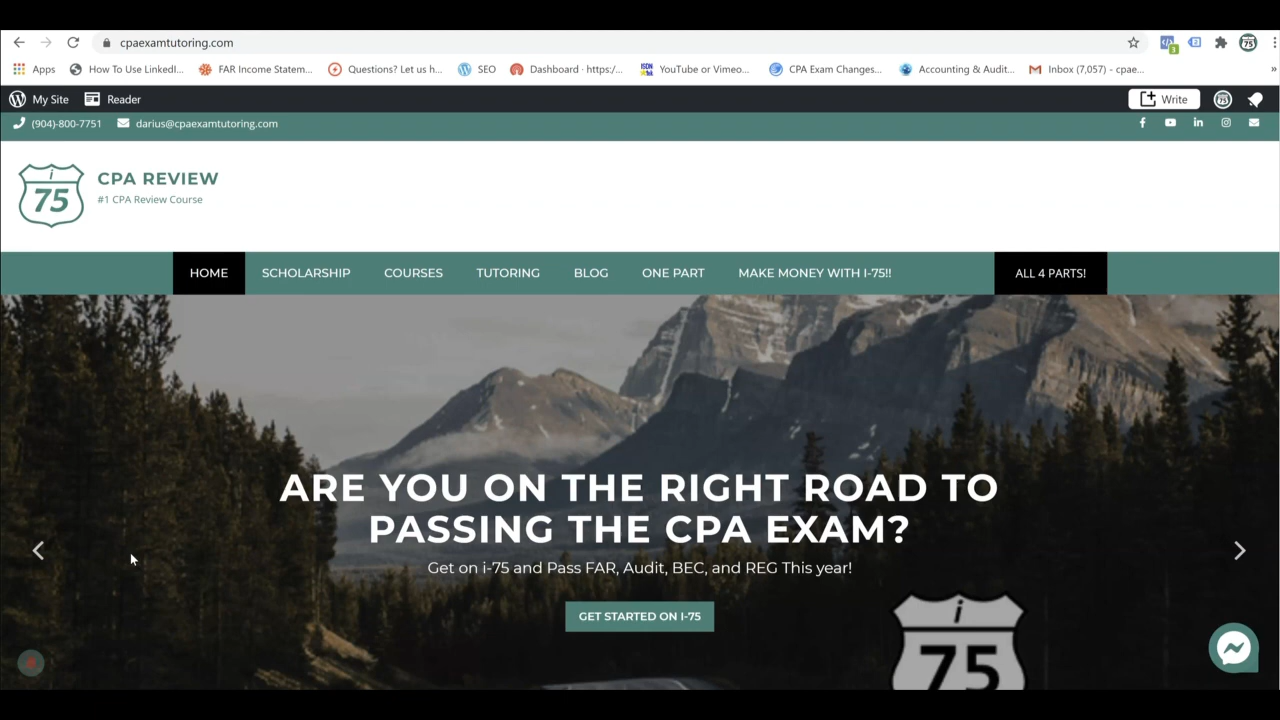 cpaexamtutoring.com
3
75
Apps
How To Use LinkedI...
FAR Income Statem...
Questions? Let us h...
SEO
Dashboard · https:/...
YouTube or Vimeo...
CPA Exam Changes...
Accounting & Audit...
Inbox (7,057) – cpae...
»
My Site
Reader
Write
(904)-800-7751
darius@cpaexamtutoring.com
i
75
CPA REVIEW
#1 CPA Review Course
HOME
SCHOLARSHIP
COURSES
TUTORING
BLOG
ONE PART
MAKE MONEY WITH I-75!!
ALL 4 PARTS!
ARE YOU ON THE RIGHT ROAD TO
PASSING THE CPA EXAM?
Get on i-75 and Pass FAR, Audit, BEC, and REG This year!
GET STARTED ON I-75
i
75